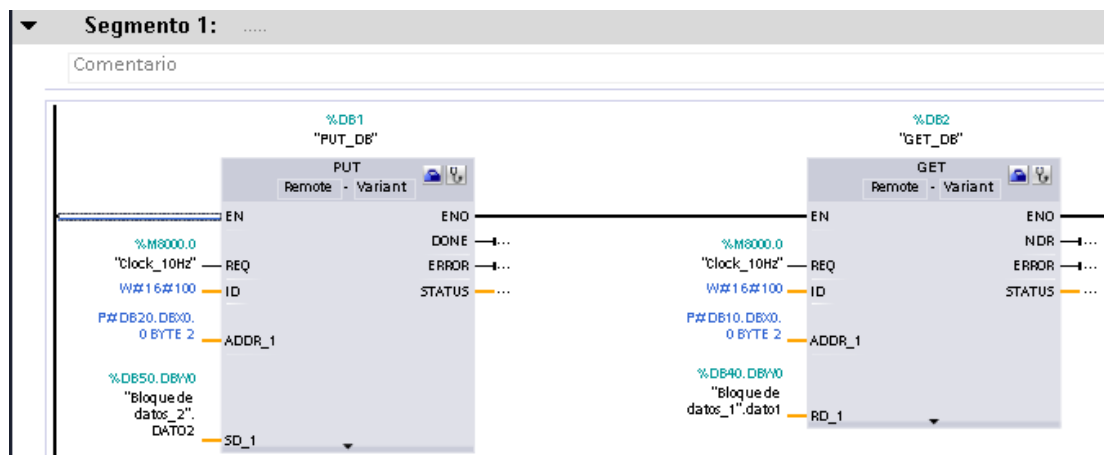 Segmento 1: .....
Comentario
%DB1
"PUT_DB"
PUT
Remote - Variant
EN
ENO
DONE
...
%M8000.0
"Clock_10Hz"
REQ
ERROR
...
W#16#100
ID
STATUS
...
P#DB20.DBX0.
0 BYTE 2
ADDR_1
%DB50.DBW0
"Bloque de
datos_2".
DATO2
SD_1
%DB2
"GET_DB"
GET
Remote - Variant
EN
ENO
NDR
...
%M8000.0
"Clock_10Hz"
REQ
ERROR
...
W#16#100
ID
STATUS
...
P#DB10.DBX0.
0 BYTE 2
ADDR_1
%DB40.DBW0
"Bloque de
datos_1".dato1
RD_1